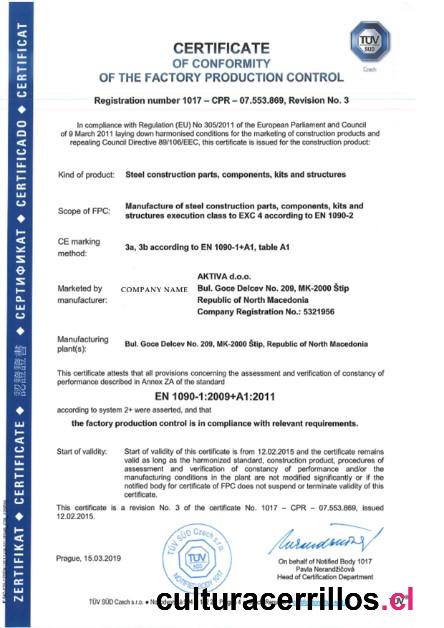 ZERTIFIKAT ◆ CERTIFICATE ◆ 認證證書 ◆ СЕРТИФИКАТ ◆ CERTIFICADO ◆ CERTIFICAT
TÜV
SÜD
Czech
CERTIFICATE
OF CONFORMITY
OF THE FACTORY PRODUCTION CONTROL
Registration number 1017 – CPR – 07.553.869, Revision No. 3
In compliance with Regulation (EU) No 305/2011 of the European Parliament and Council
of 9 March 2011 laying down harmonised conditions for the marketing of construction products and
repealing Council Directive 89/106/EEC, this certificate is issued for the construction product:
Kind of product: Steel construction parts, components, kits and structures
Scope of FPC: Manufacture of steel construction parts, components, kits and
structures execution class to EXC 4 according to EN 1090-2
CE marking
method: 3a, 3b according to EN 1090-1+A1, table A1
AKTIVA d.o.o.
Marketed by COMPANY NAME Bul. Goce Delcev No. 209, MK-2000 Štip
manufacturer: Republic of North Macedonia
Company Registration No.: 5321956
Manufacturing
plant(s): Bul. Goce Delcev No. 209, MK-2000 Štip, Republic of North Macedonia
This certificate attests that all provisions concerning the assessment and verification of constancy of
performance described in Annex ZA of the standard
EN 1090-1:2009+A1:2011
according to system 2+ were asserted, and that
the factory production control is in compliance with relevant requirements.
Start of validity: Start of validity of this certificate is from 12.02.2015 and the certificate remains
valid as long as the harmonized standard, construction product, procedures of
assessment and verification of constancy of performance and/or the
manufacturing conditions in the plant are not modified significantly or if the
notified body for certificate of FPC does not suspend or terminate validity of this
certificate.
This certificate is a revision No. 3 of the certificate No. 1017 – CPR – 07.553.869, issued
12.02.2015.
TÜV SÜD Czech s.r.o.
TÜV
SÜD
NOTIFIED BODY 1017
Prague, 15.03.2019
On behalf of Notified Body 1017
Pavla Nerandžičová
Head of Certification Department
culturacerrillos.cl
TÜV SÜD Czech s.r.o. ◆
TÜV®